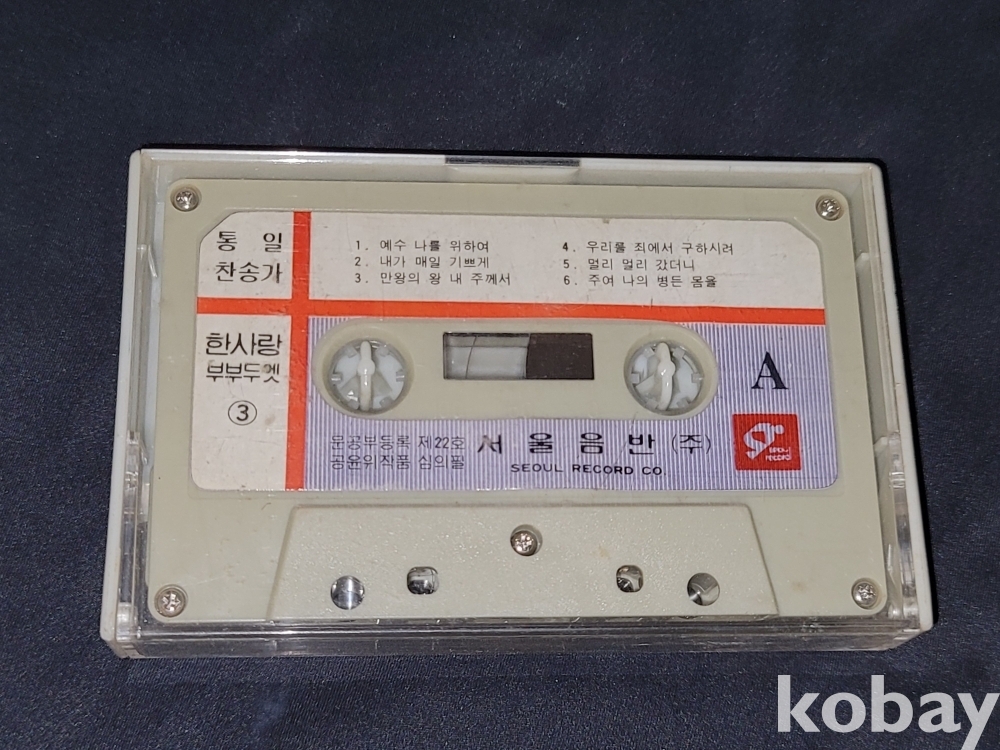 통 일
찬송가
1. 예수 나를 위하여
2. 내가 매일 기쁘게
3. 만왕의 왕 내 주께서
4. 우리를 죄에서 구하시려
5. 멀리 멀리 갔더니
6. 주여 나의 병든 몸을
한사랑
부부두엣
③
A
문공부등록 제22호
공윤위작품 심의필
서울음반(주)
SEOUL RECORD CO.
seoul
record
kobay